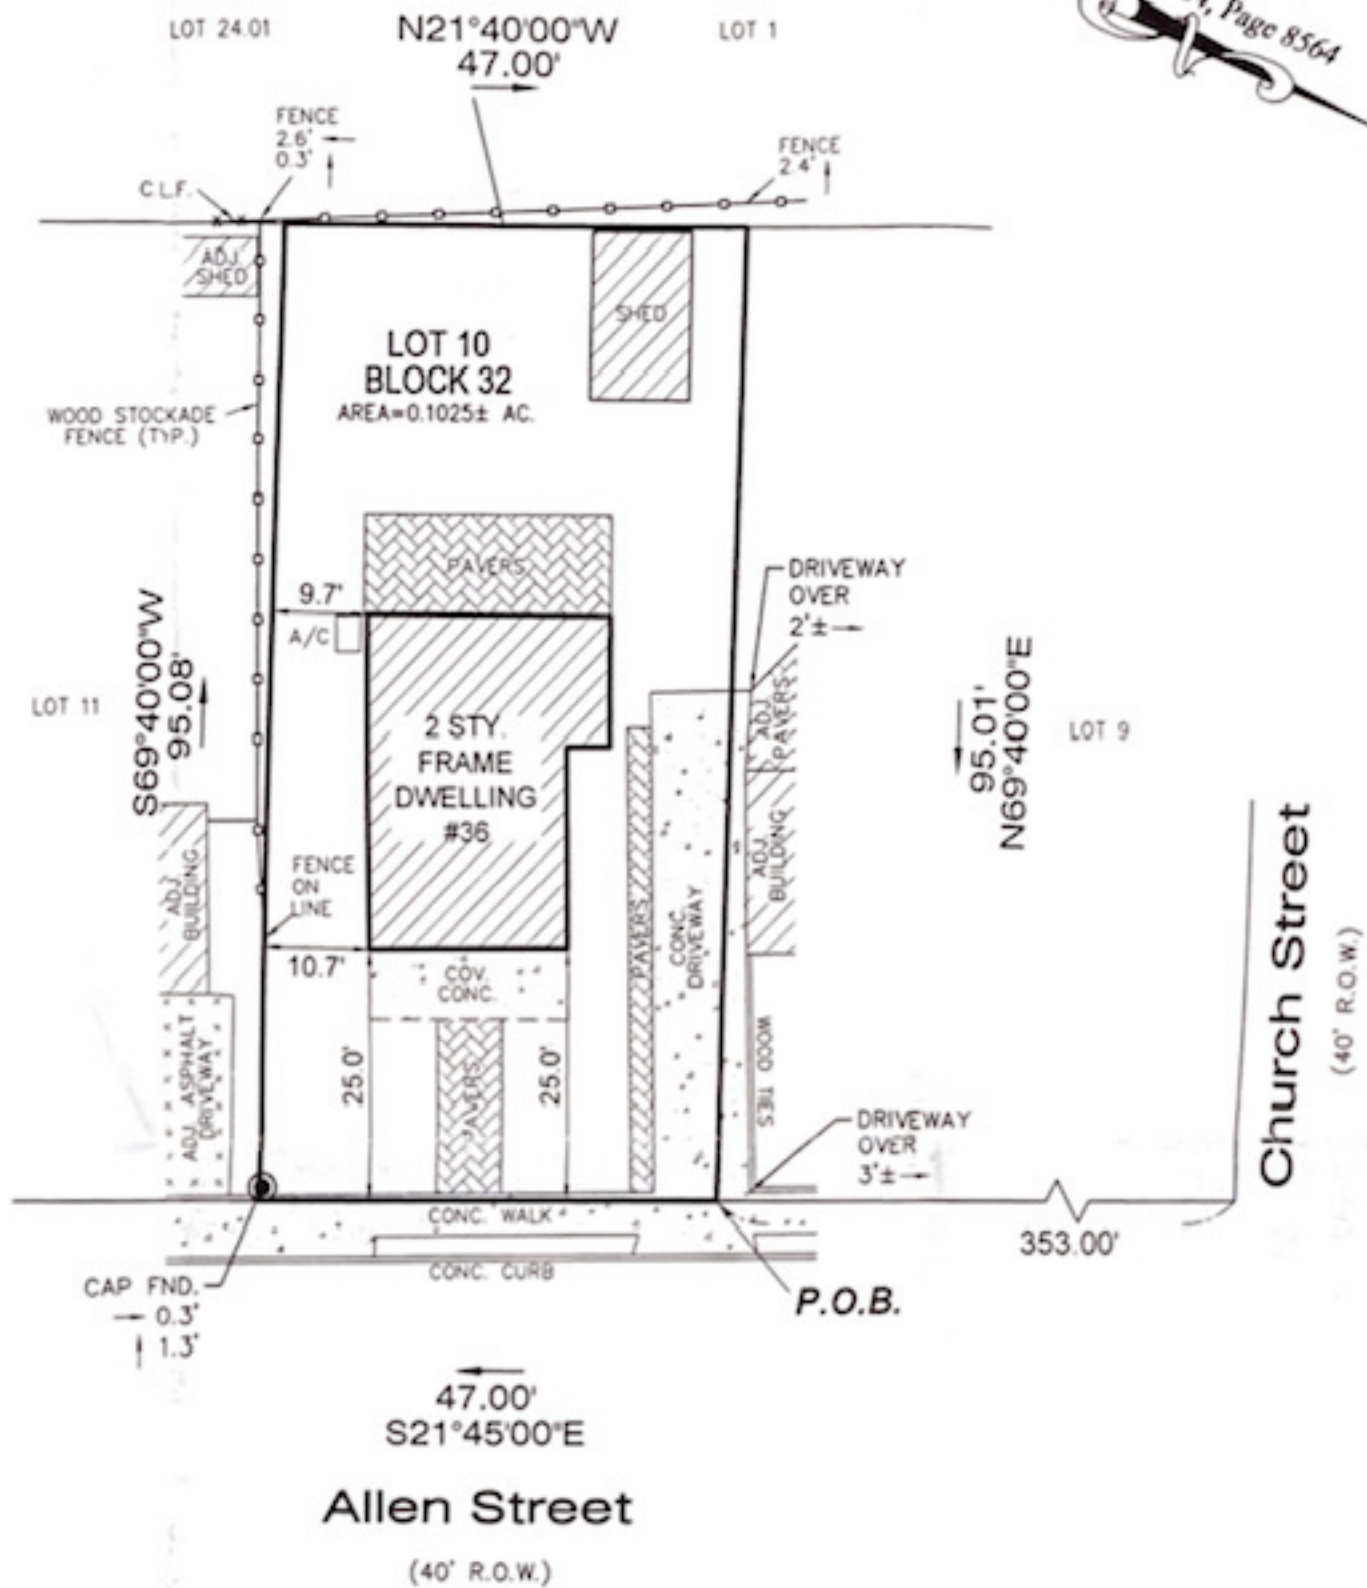 LOT 24.01
N21°40'00"W
47.00'
LOT 1
Page 8564
FENCE
2.6'
0.3'
FENCE
2.4'
C.L.F.
ADJ.
SHED
SHED
LOT 10
BLOCK 32
AREA=0.1025± AC.
WOOD STOCKADE
FENCE (TYP.)
PAVERS
9.7'
A/C
DRIVEWAY
OVER
2'±
S69°40'00"W
95.08'
LOT 11
2 STY.
FRAME
DWELLING
#36
ADJ.
PAVERS
95.01'
N69°40'00"E
LOT 9
ADJ.
BUILDING
FENCE
ON
LINE
ADJ.
BUILDING
PAVERS
CONC.
DRIVEWAY
10.7'
COV.
CONC.
Church Street
(40' R.O.W.)
ADJ. ASPHALT
DRIVEWAY
25.0'
PAVERS
25.0'
WOOD TIES
DRIVEWAY
OVER
3'±
CONC. WALK
353.00'
CONC. CURB
CAP FND.
0.3'
1.3'
P.O.B.
47.00'
S21°45'00"E
Allen Street
(40' R.O.W.)